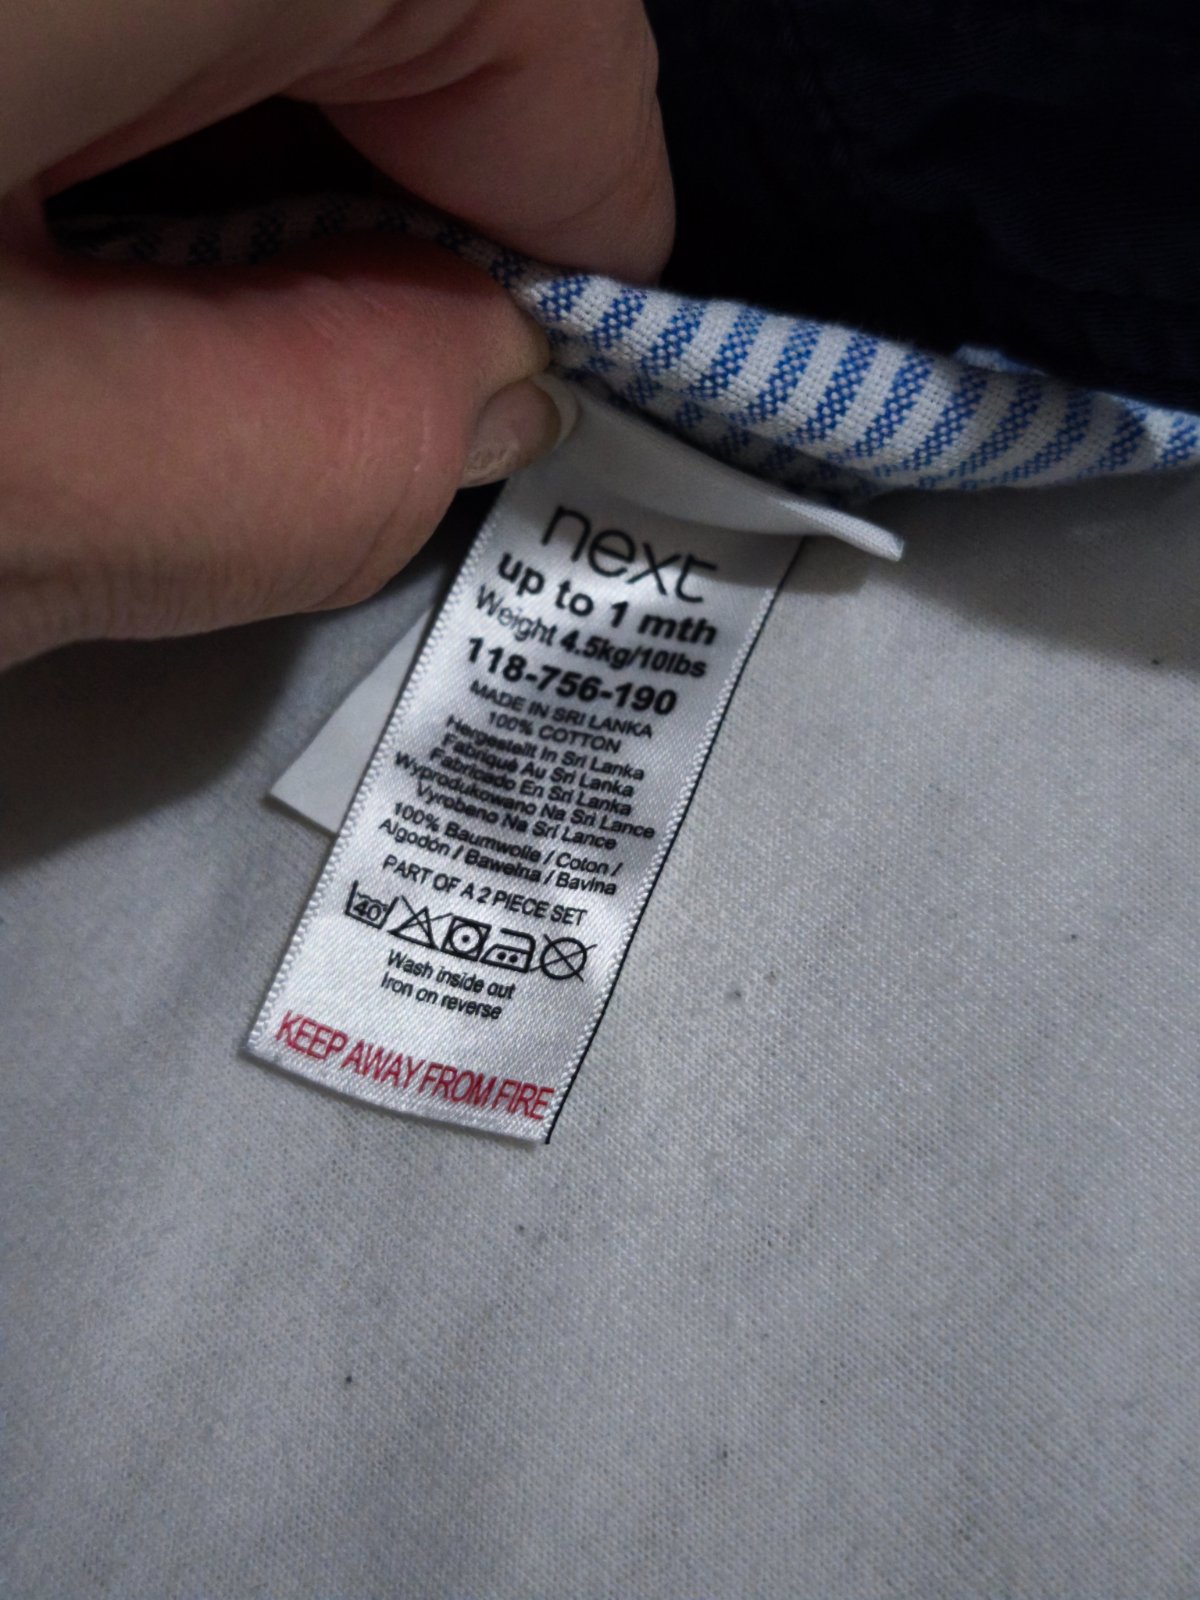 next
up to 1 mth
Weight 4.5kg/10lbs
118-756-190
MADE IN SRI LANKA
100% COTTON
Hergestellt In Sri Lanka
Fabriqué Au Sri Lanka
Fabricado En Sri Lanka
Wyprodukowano Na Sri Lance
Vyrobeno Na Srí Lance
100% Baumwolle / Coton /
Algodón / Bawełna / Bavlna
PART OF A 2 PIECE SET
40°
Wash inside out
Iron on reverse
KEEP AWAY FROM FIRE